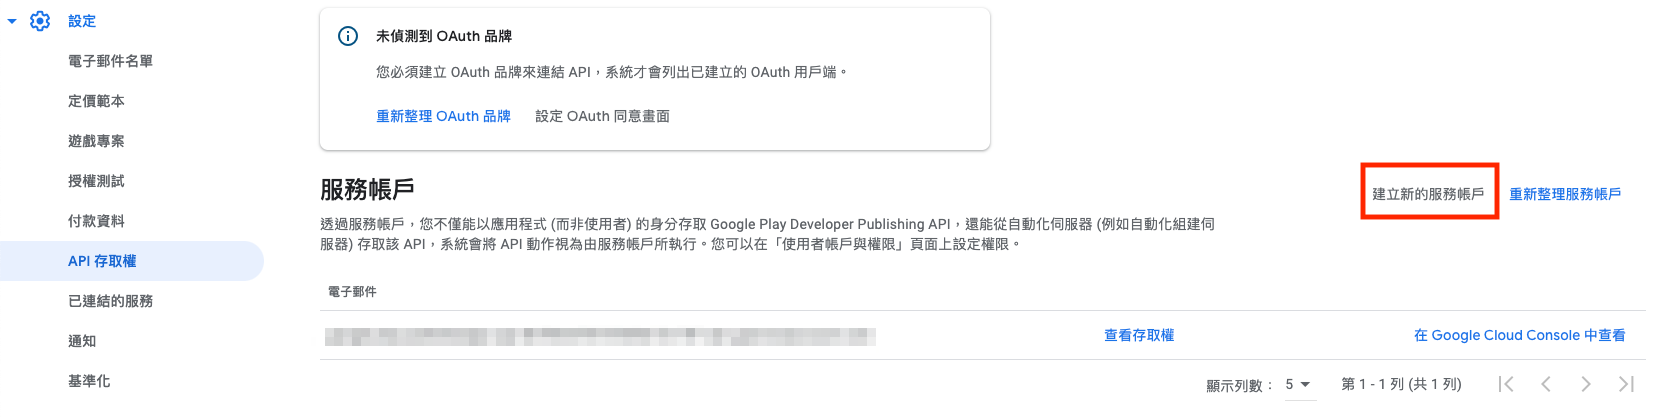 設定
電子郵件名單
定價範本
遊戲專案
授權測試
付款資料
API 存取權
已連結的服務
通知
基準化
未偵測到 OAuth 品牌
您必須建立 OAuth 品牌來連結 API，系統才會列出已建立的 OAuth 用戶端。
重新整理 OAuth 品牌 設定 OAuth 同意畫面
服務帳戶
建立新的服務帳戶 重新整理服務帳戶
透過服務帳戶，您不僅能以應用程式 (而非使用者) 的身分存取 Google Play Developer Publishing API，還能從自動化伺服器 (例如自動化組建伺
服器) 存取該 API，系統會將 API 動作視為由服務帳戶所執行。您可以在「使用者帳戶與權限」頁面上設定權限。
電子郵件
查看存取權 在 Google Cloud Console 中查看
顯示列數： 5 第 1 - 1 列 (共 1 列)